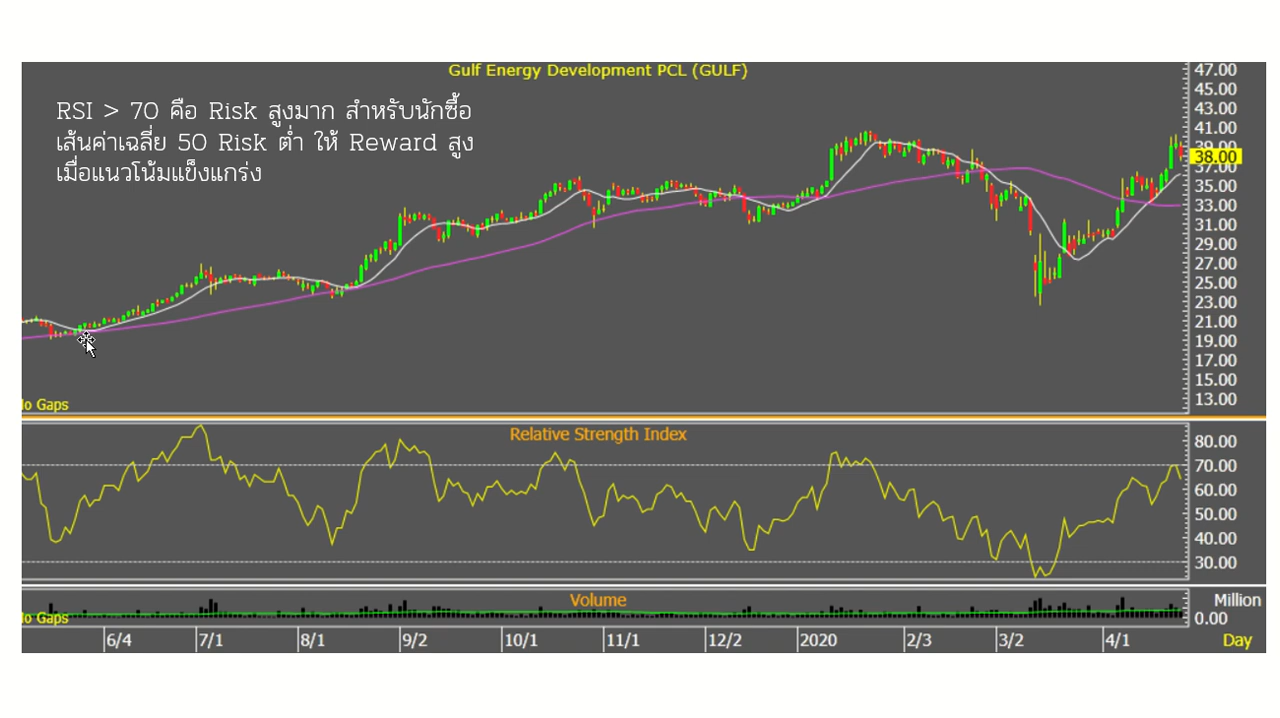 Gulf Energy Development PCL (GULF)
RSI > 70 คือ Risk สูงมาก สำหรับนักซื้อ
เส้นค่าเฉลี่ย 50 Risk ต่ำ ให้ Reward สูง
เมื่อแนวโน้มแข็งแกร่ง
47.00
45.00
43.00
41.00
39.00
38.00
37.00
35.00
33.00
31.00
29.00
27.00
25.00
23.00
21.00
19.00
17.00
15.00
13.00
lo Gaps
Relative Strength Index
80.00
70.00
60.00
50.00
40.00
30.00
Volume
Million
0.00
lo Gaps
6/4 7/1 8/1 9/2 10/1 11/1 12/2 2020 2/3 3/2 4/1 Day